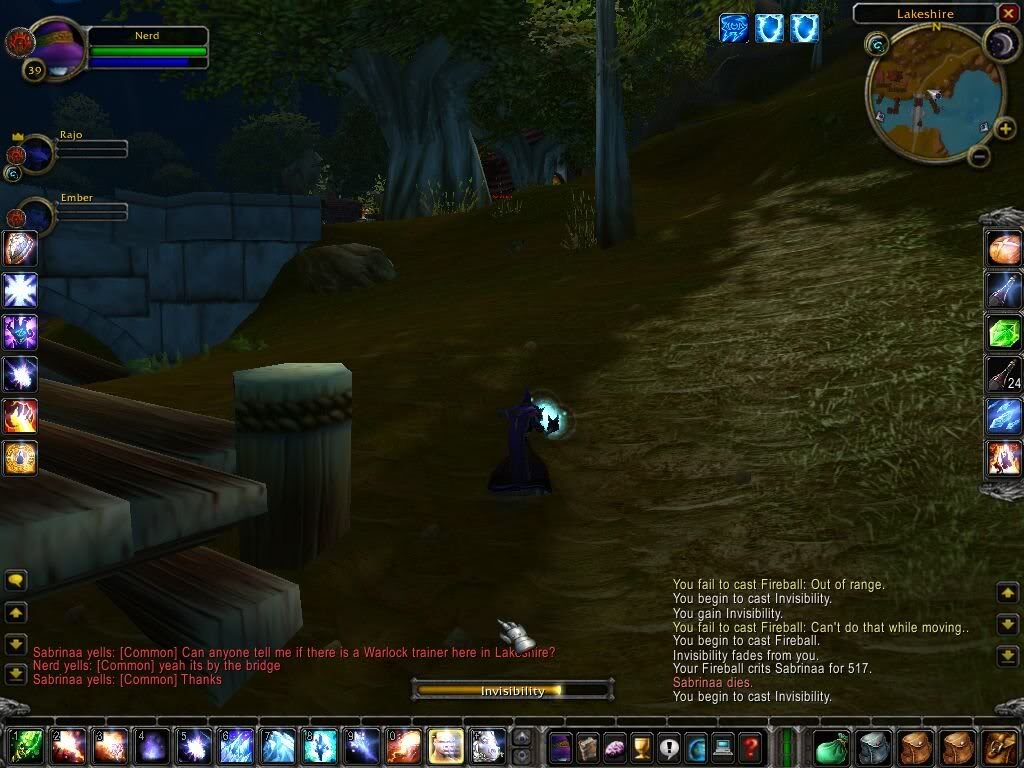 Nerd
39
Lakeshire
N
Rajo
Ember
24
You fail to cast Fireball: Out of range.
You begin to cast Invisibility.
You gain Invisibility.
You fail to cast Fireball: Can't do that while moving..
You begin to cast Fireball.
Invisibility fades from you.
Your Fireball crits Sabrinaa for 517.
Sabrinaa dies.
You begin to cast Invisibility.
Sabrinaa yells: [Common] Can anyone tell me if there is a Warlock trainer here in Lakeshire?
Nerd yells: [Common] yeah its by the bridge
Sabrinaa yells: [Common] Thanks
Invisibility
1 2 3 4 5 6 7 8 9 0 - =